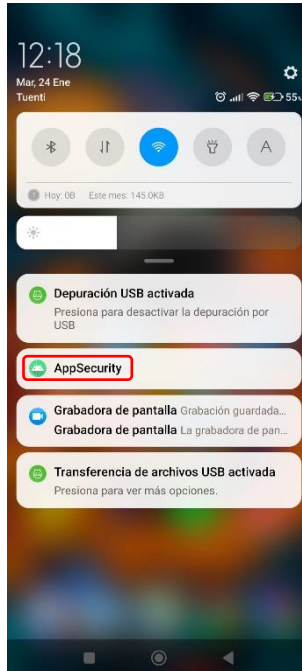 12:18
Mar, 24 Ene
Tuenti
55
A
Hoy: 0B Este mes: 145.0KB
Depuración USB activada
Presiona para desactivar la depuración por
USB
AppSecurity
Grabadora de pantalla Grabación guardada...
Grabadora de pantalla La grabadora de pan...
Transferencia de archivos USB activada
Presiona para ver más opciones.